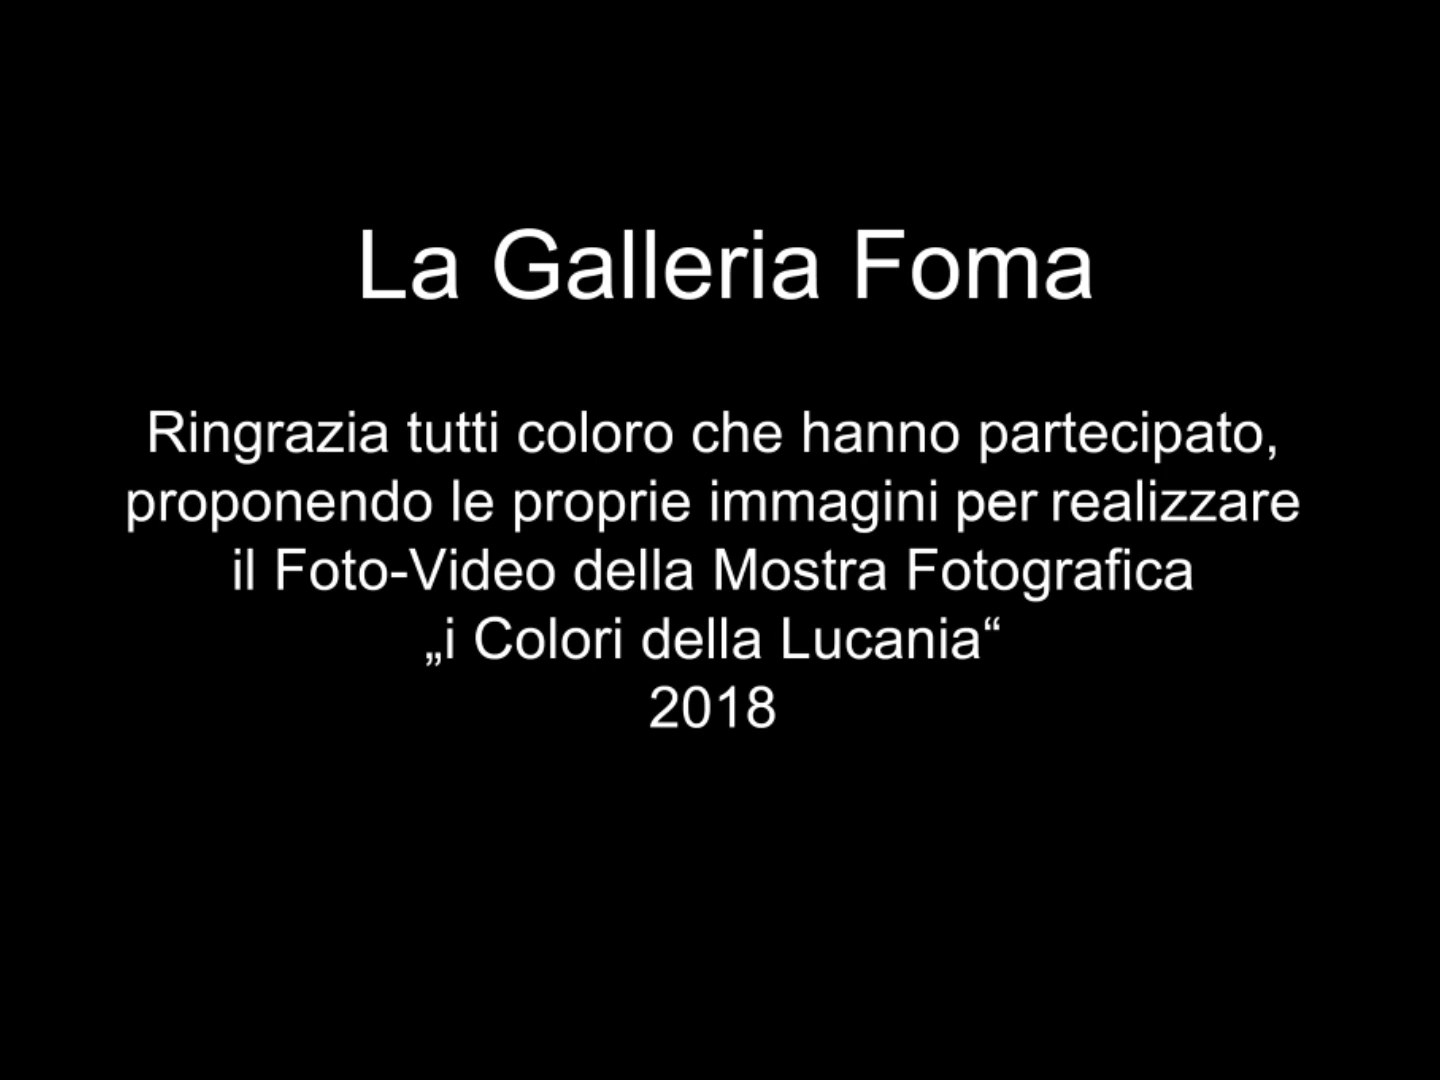 La Galleria Foma
Ringrazia tutti coloro che hanno partecipato,
proponendo le proprie immagini per realizzare
il Foto-Video della Mostra Fotografica
„i Colori della Lucania“
2018